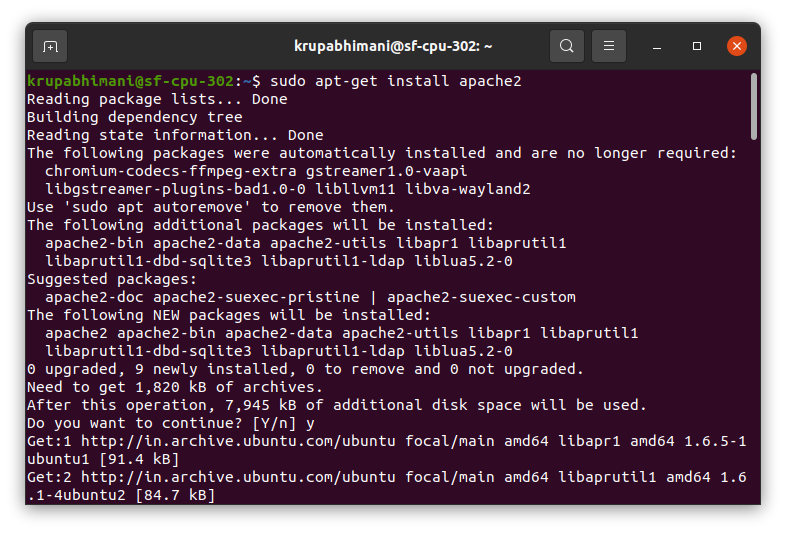 krupabhimani@sf-cpu-302: ~
krupabhimani@sf-cpu-302:~$ sudo apt-get install apache2
Reading package lists... Done
Building dependency tree
Reading state information... Done
The following packages were automatically installed and are no longer required:
  chromium-codecs-ffmpeg-extra gstreamer1.0-vaapi
  libgstreamer-plugins-bad1.0-0 libllvm11 libva-wayland2
Use 'sudo apt autoremove' to remove them.
The following additional packages will be installed:
  apache2-bin apache2-data apache2-utils libapr1 libaprutil1
  libaprutil1-dbd-sqlite3 libaprutil1-ldap liblua5.2-0
Suggested packages:
  apache2-doc apache2-suexec-pristine | apache2-suexec-custom
The following NEW packages will be installed:
  apache2 apache2-bin apache2-data apache2-utils libapr1 libaprutil1
  libaprutil1-dbd-sqlite3 libaprutil1-ldap liblua5.2-0
0 upgraded, 9 newly installed, 0 to remove and 0 not upgraded.
Need to get 1,820 kB of archives.
After this operation, 7,945 kB of additional disk space will be used.
Do you want to continue? [Y/n] y
Get:1 http://in.archive.ubuntu.com/ubuntu focal/main amd64 libapr1 amd64 1.6.5-1
ubuntu1 [91.4 kB]
Get:2 http://in.archive.ubuntu.com/ubuntu focal/main amd64 libaprutil1 amd64 1.6
.1-4ubuntu2 [84.7 kB]